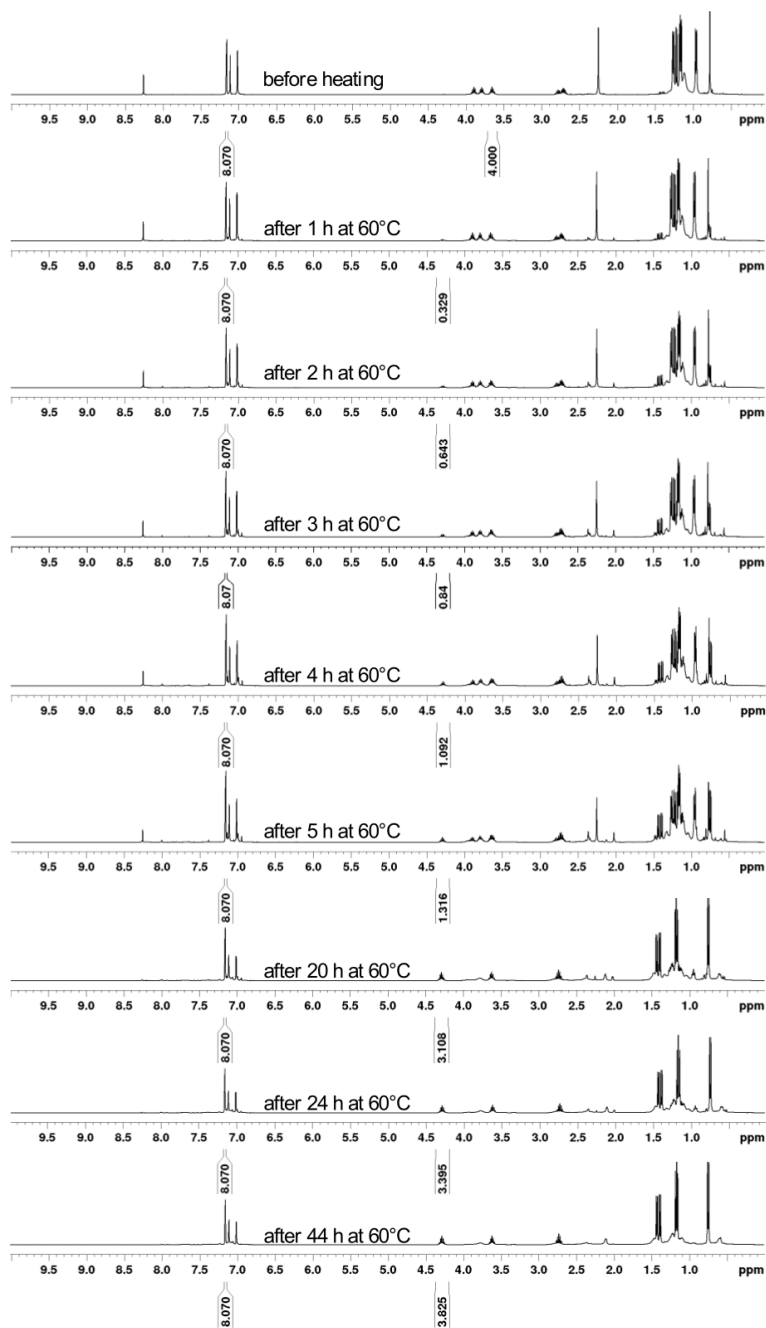 before heating
9.5 9.0 8.5 8.0 7.5 7.0 6.5 6.0 5.5 5.0 4.5 4.0 3.5 3.0 2.5 2.0 1.5 1.0 ppm
8.070 4.000
after 1 h at 60°C
9.5 9.0 8.5 8.0 7.5 7.0 6.5 6.0 5.5 5.0 4.5 4.0 3.5 3.0 2.5 2.0 1.5 1.0 ppm
8.070 0.329
after 2 h at 60°C
9.5 9.0 8.5 8.0 7.5 7.0 6.5 6.0 5.5 5.0 4.5 4.0 3.5 3.0 2.5 2.0 1.5 1.0 ppm
8.070 0.643
after 3 h at 60°C
9.5 9.0 8.5 8.0 7.5 7.0 6.5 6.0 5.5 5.0 4.5 4.0 3.5 3.0 2.5 2.0 1.5 1.0 ppm
8.07 0.84
after 4 h at 60°C
9.5 9.0 8.5 8.0 7.5 7.0 6.5 6.0 5.5 5.0 4.5 4.0 3.5 3.0 2.5 2.0 1.5 1.0 ppm
8.070 1.092
after 5 h at 60°C
9.5 9.0 8.5 8.0 7.5 7.0 6.5 6.0 5.5 5.0 4.5 4.0 3.5 3.0 2.5 2.0 1.5 1.0 ppm
8.070 1.316
after 20 h at 60°C
9.5 9.0 8.5 8.0 7.5 7.0 6.5 6.0 5.5 5.0 4.5 4.0 3.5 3.0 2.5 2.0 1.5 1.0 ppm
8.070 3.108
after 24 h at 60°C
9.5 9.0 8.5 8.0 7.5 7.0 6.5 6.0 5.5 5.0 4.5 4.0 3.5 3.0 2.5 2.0 1.5 1.0 ppm
8.070 3.395
after 44 h at 60°C
9.5 9.0 8.5 8.0 7.5 7.0 6.5 6.0 5.5 5.0 4.5 4.0 3.5 3.0 2.5 2.0 1.5 1.0 ppm
8.070 3.825